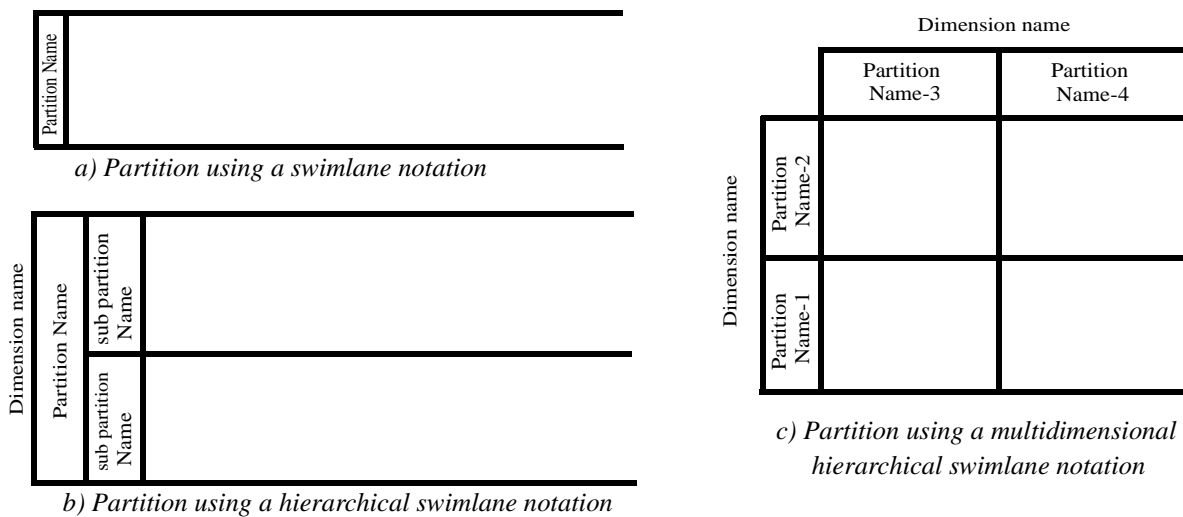 Partition Name
a) Partition using a swimlane notation
Dimension name
Partition Name
sub partition
Name
sub partition
Name
b) Partition using a hierarchical swimlane notation
Dimension name
Partition
Name-3
Partition
Name-4
Dimension name
Partition
Name-2
Partition
Name-1
c) Partition using a multidimensional
hierarchical swimlane notation